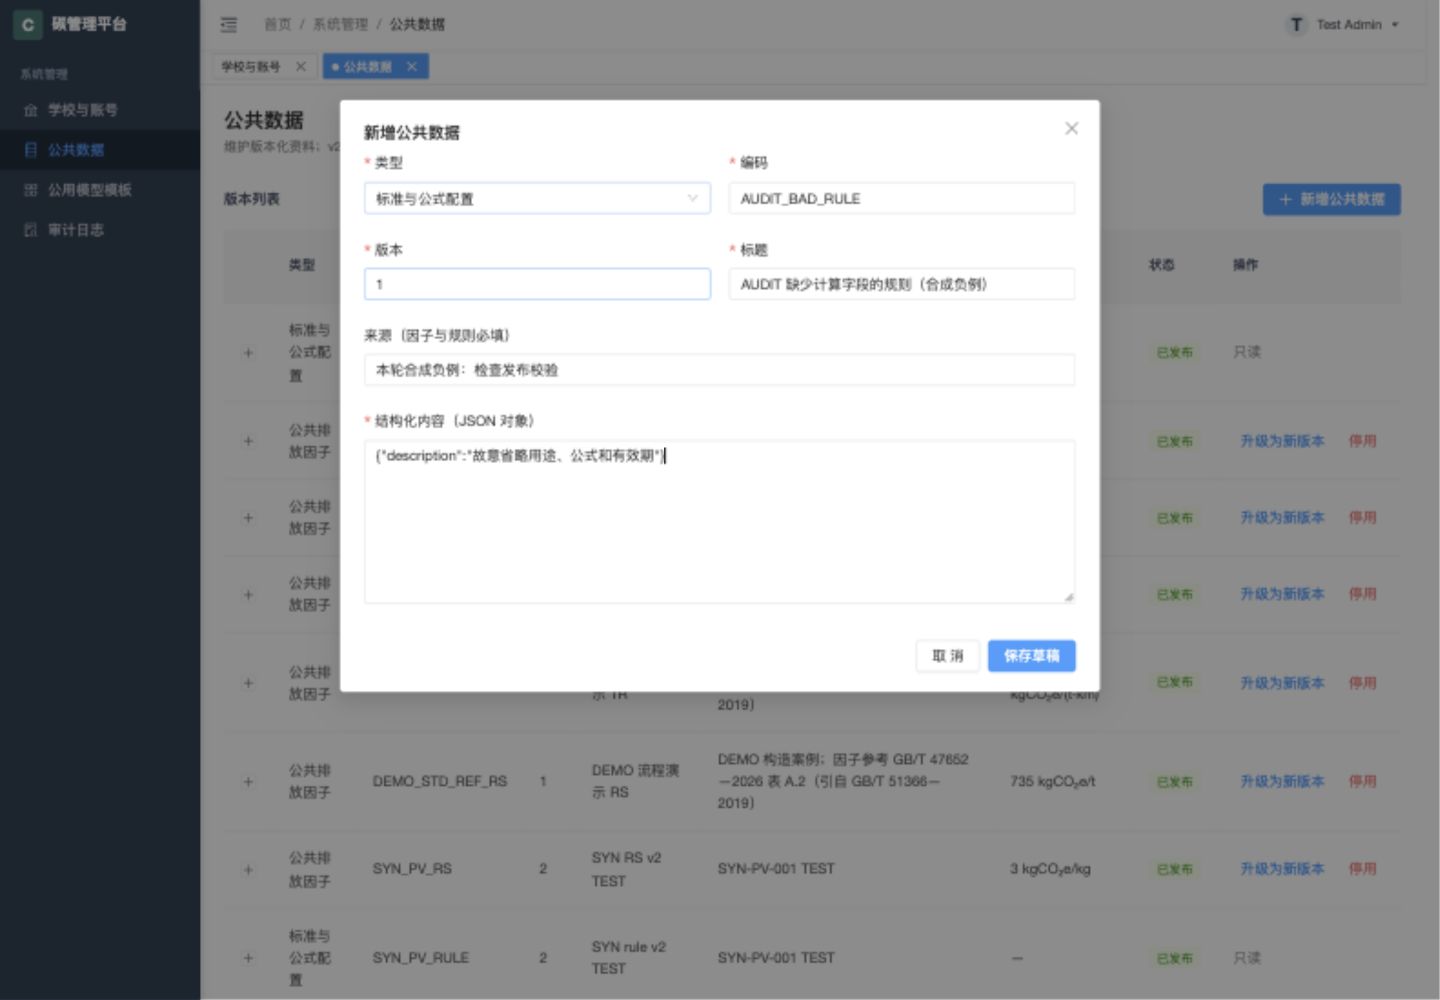 C 碳管理平台
首页 / 系统管理 / 公共数据
T Test Admin
系统管理
学校与账号
公共数据
公用模型模板
审计日志
学校与账号 ×
公共数据 ×
公共数据
维护版本化资料；v2
版本列表
+ 新增公共数据
类型
状态
操作
标准与
公式配
置
已发布
只读
公共排
放因子
已发布
升级为新版本
停用
公共排
放因子
已发布
升级为新版本
停用
公共排
放因子
已发布
升级为新版本
停用
公共排
放因子
示 TR
2019）
kgCO₂e/(t·km)
已发布
升级为新版本
停用
公共排
放因子
DEMO_STD_REF_RS
1
DEMO 流程演
示 RS
DEMO 构造案例；因子参考 GB/T 47652
—2026 表 A.2（引自 GB/T 51366—
2019）
735 kgCO₂e/t
已发布
升级为新版本
停用
公共排
放因子
SYN_PV_RS
2
SYN RS v2
TEST
SYN-PV-001 TEST
3 kgCO₂e/kg
已发布
升级为新版本
停用
标准与
公式配
置
SYN_PV_RULE
2
SYN rule v2
TEST
SYN-PV-001 TEST
—
已发布
只读
新增公共数据
* 类型
标准与公式配置
* 编码
AUDIT_BAD_RULE
* 版本
1
* 标题
AUDIT 缺少计算字段的规则（合成负例）
来源（因子与规则必填）
本轮合成负例：检查发布校验
* 结构化内容（JSON 对象）
{"description":"故意省略用途、公式和有效期"}
取 消
保存草稿